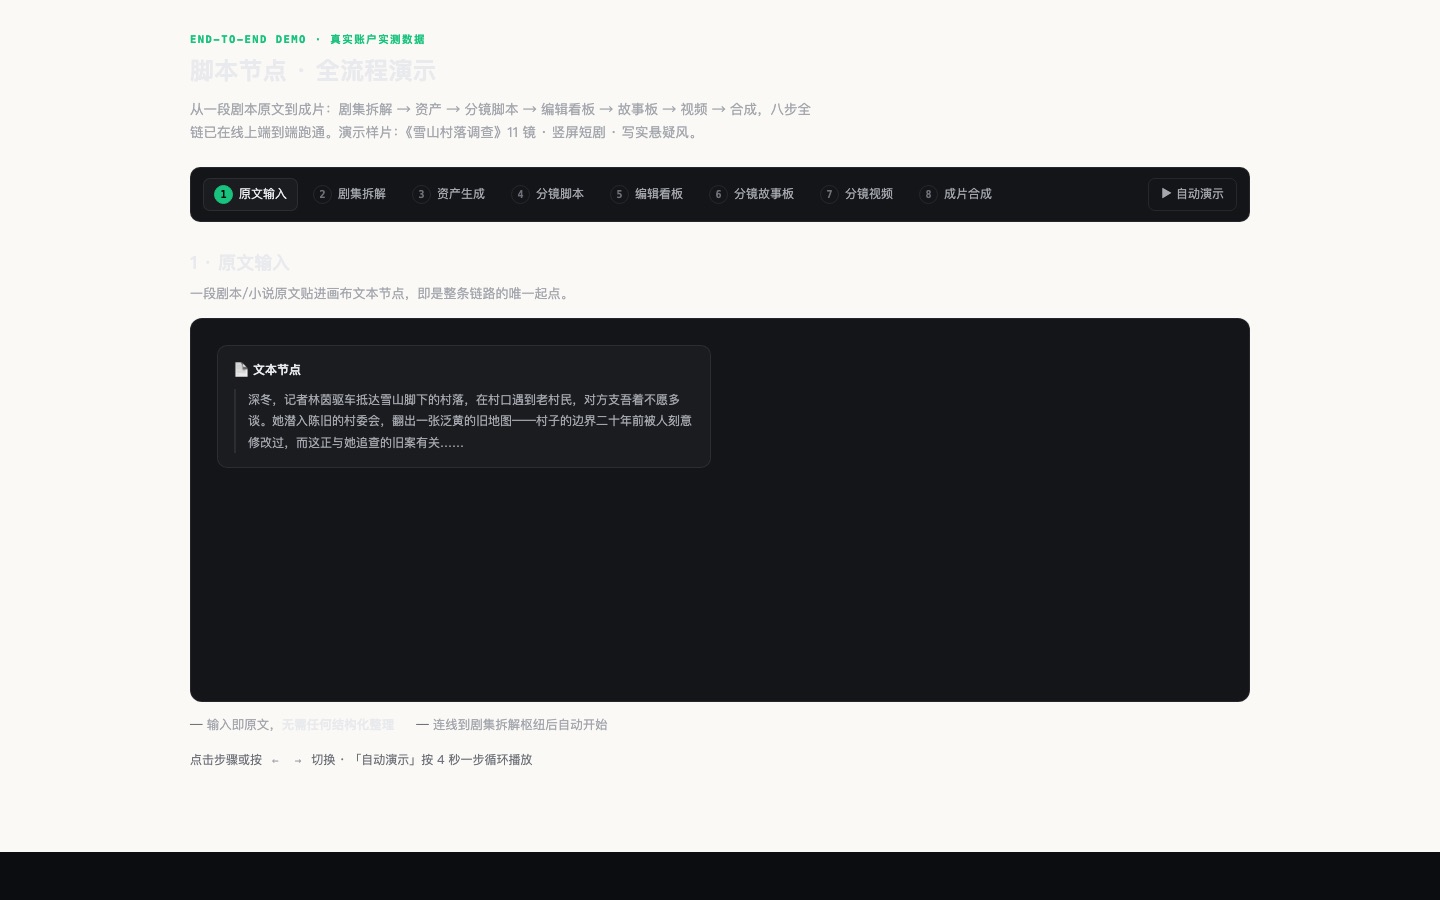 END-TO-END DEMO · 真实账户实测数据
脚本节点 · 全流程演示
从一段剧本原文到成片：剧集拆解 → 资产 → 分镜脚本 → 编辑看板 → 故事板 → 视频 → 合成，八步全
链已在线上端到端跑通。演示样片：《雪山村落调查》11 镜 · 竖屏短剧 · 写实悬疑风。
1 原文输入 2 剧集拆解 3 资产生成 4 分镜脚本 5 编辑看板 6 分镜故事板 7 分镜视频 8 成片合成 ▶ 自动演示
1 · 原文输入
一段剧本/小说原文贴进画布文本节点，即是整条链路的唯一起点。
文本节点
深冬，记者林茵驱车抵达雪山脚下的村落，在村口遇到老村民，对方支吾着不愿多
谈。她潜入陈旧的村委会，翻出一张泛黄的旧地图——村子的边界二十年前被人刻意
修改过，而这正与她追查的旧案有关……
— 输入即原文，无需任何结构化整理 — 连线到剧集拆解枢纽后自动开始
点击步骤或按 ← → 切换 · 「自动演示」按 4 秒一步循环播放